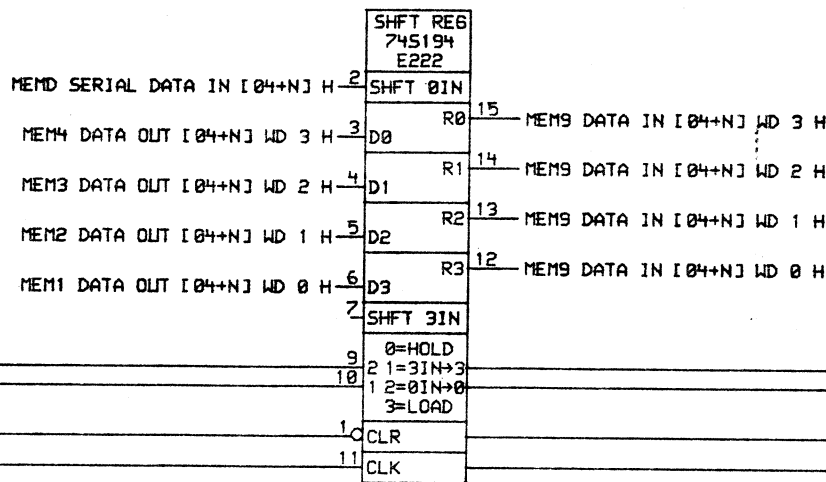 SHFT REG
74S194
E222
MEMD SERIAL DATA IN [04+N] H 2 SHFT 0IN
R0 15 MEM9 DATA IN [04+N] WD 3 H
MEM4 DATA OUT [04+N] WD 3 H 3 D0
R1 14 MEM9 DATA IN [04+N] WD 2 H
MEM3 DATA OUT [04+N] WD 2 H 4 D1
R2 13 MEM9 DATA IN [04+N] WD 1 H
MEM2 DATA OUT [04+N] WD 1 H 5 D2
R3 12 MEM9 DATA IN [04+N] WD 0 H
MEM1 DATA OUT [04+N] WD 0 H 6 D3
7 SHFT 3IN
0=HOLD
9 2 1=3IN→3
10 1 2=0IN→0
3=LOAD
1 CLR
11 CLK